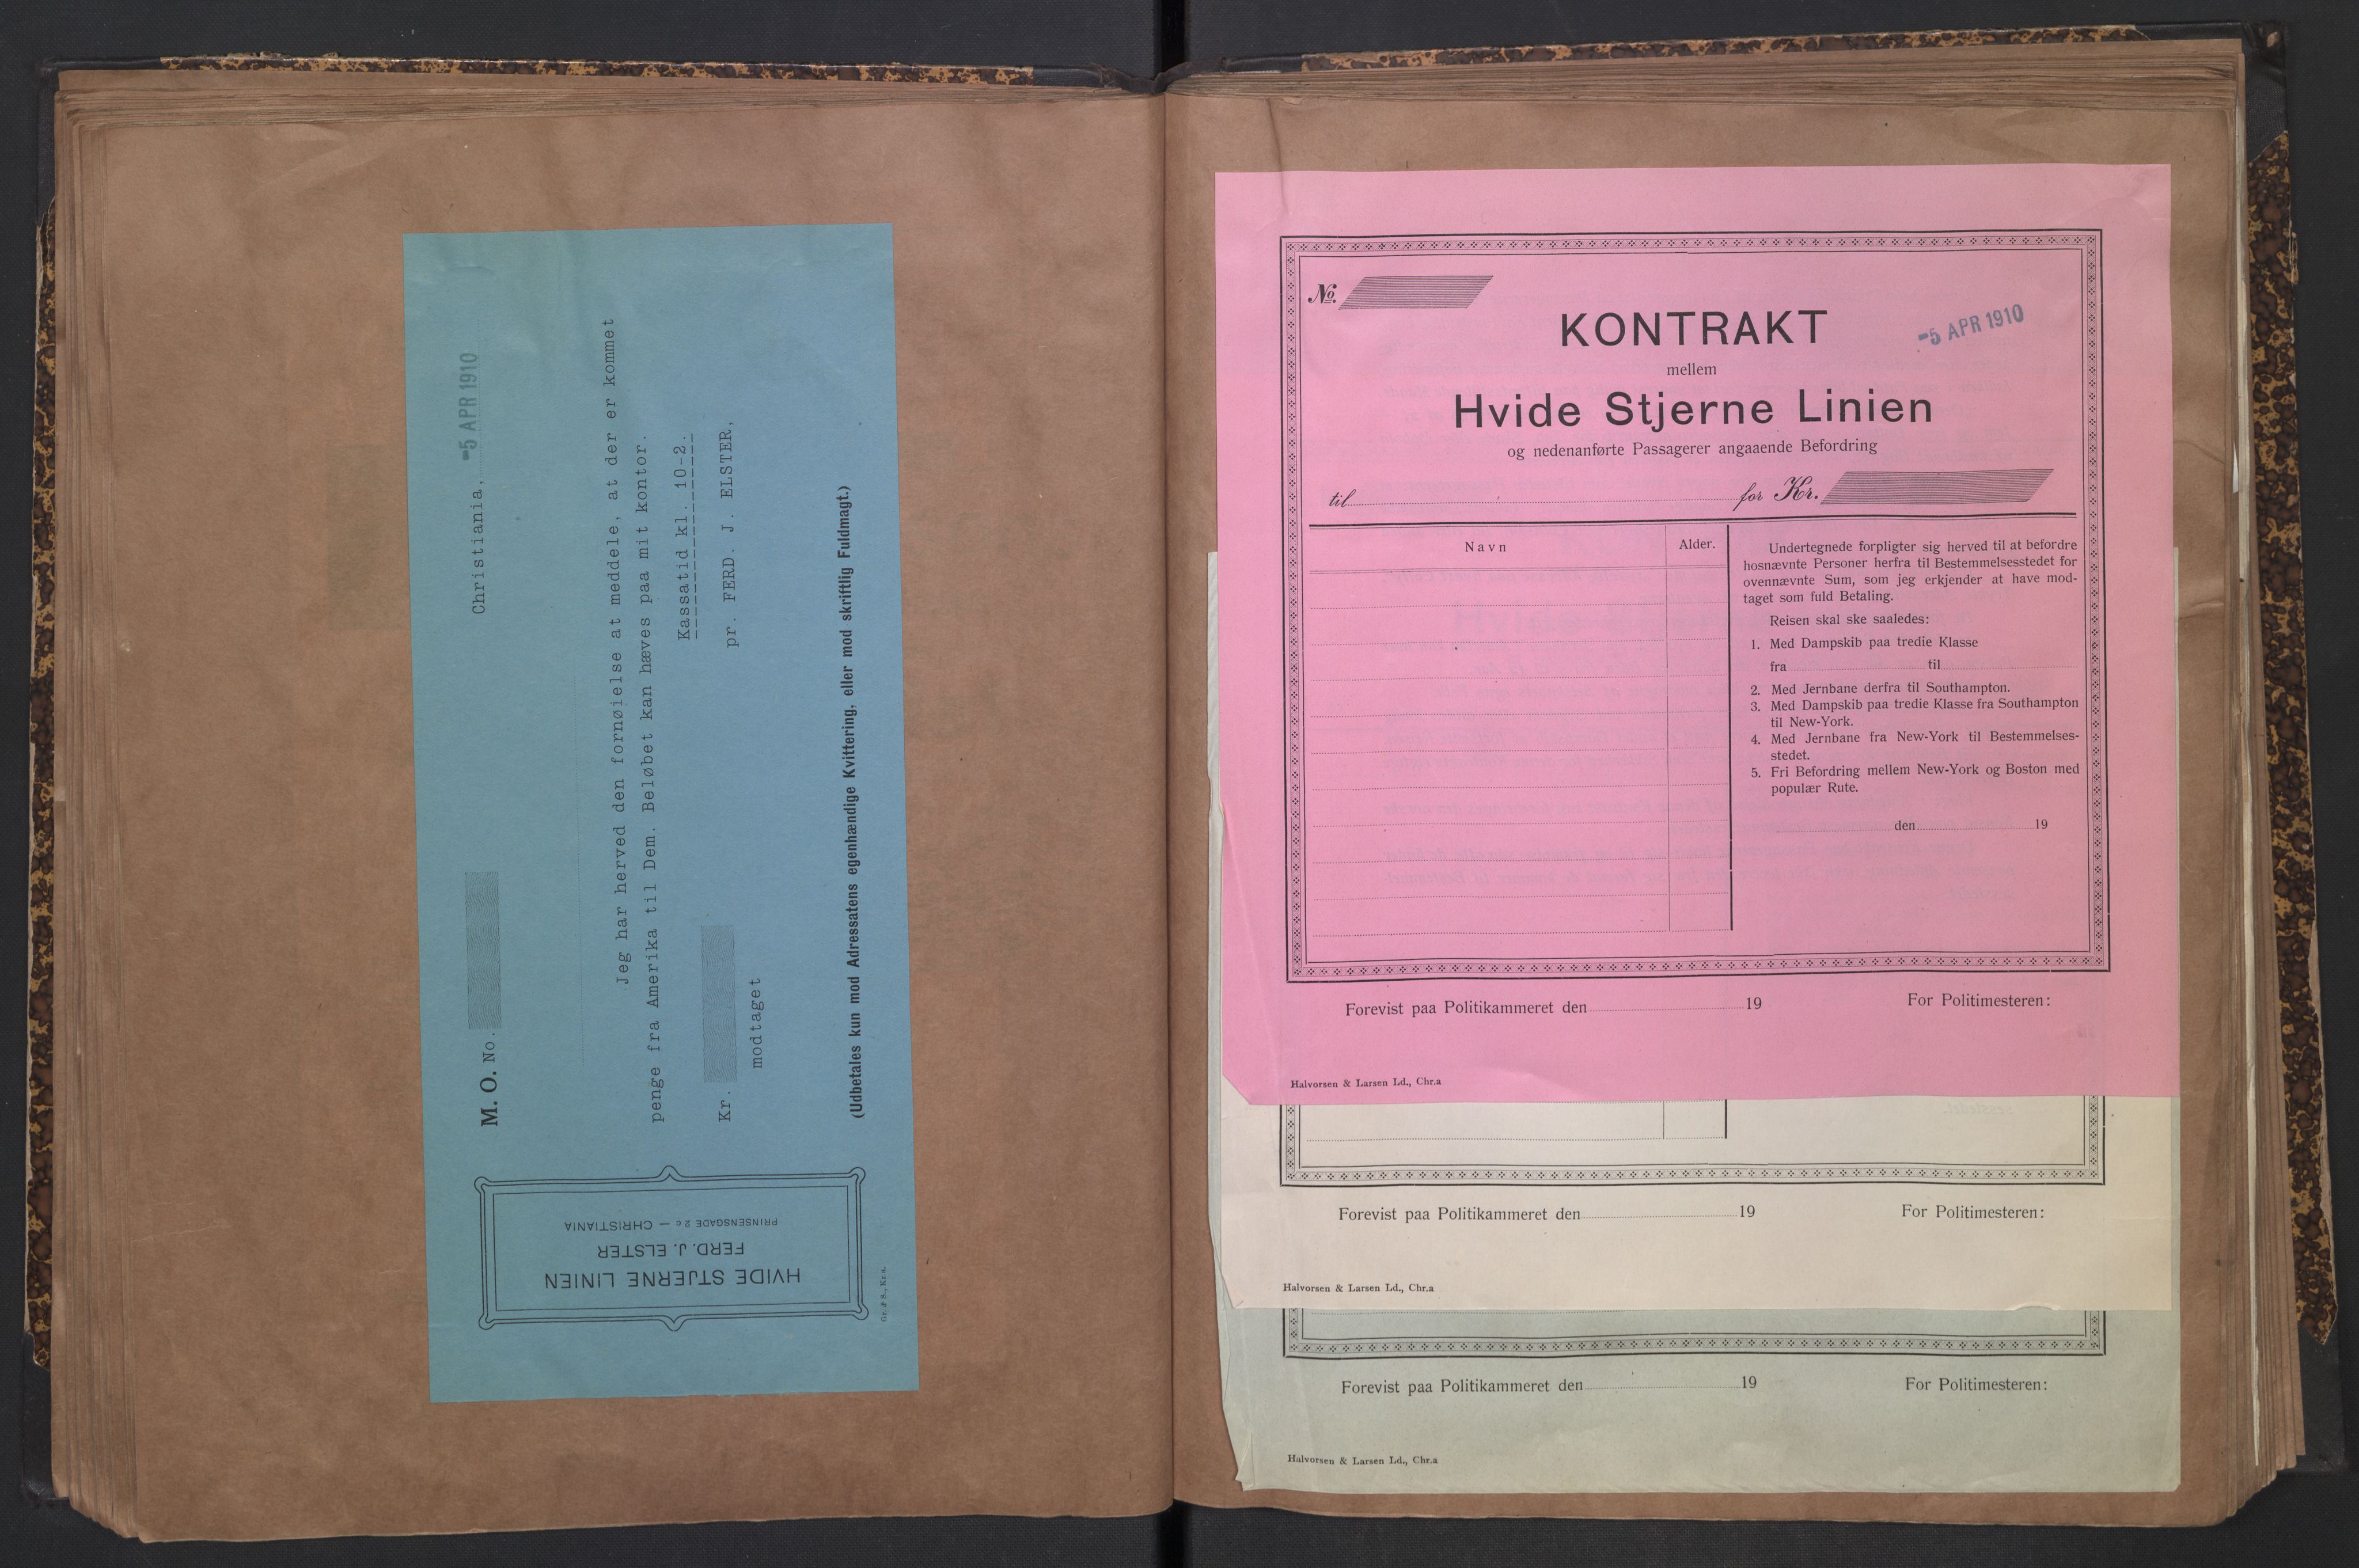 M. O. No.
Christiania, -5 APR 1910
Jeg har herved den fornøielse at meddele, at der er kommet
penge fra Amerika til Dem. Beløbet kan hæves paa mit kontor.
Kassatid kl. 10-2.
Kr.
pr. FERD. J. ELSTER,
modtaget
(Udbetales kun mod Adressatens egenhændige Kvittering, eller mod skriftlig Fuldmagt.)
HVIDE STJERNE LINIEN
FERD. J. ELSTER
PRINSENSGADE 2 c — CHRISTIANIA
Gr. & S., Kr.a.
No.
KONTRAKT
-5 APR 1910
mellem
Hvide Stjerne Linien
og nedenanførte Passagerer angaaende Befordring
til for Kr.
Navn
Alder.
Undertegnede forpligter sig herved til at befordre
hosnævnte Personer herfra til Bestemmelsesstedet for
ovennævnte Sum, som jeg erkjender at have mod-
taget som fuld Betaling.
Reisen skal ske saaledes:
1. Med Dampskib paa tredie Klasse
fra til
2. Med Jernbane derfra til Southampton.
3. Med Dampskib paa tredie Klasse fra Southampton
til New-York.
4. Med Jernbane fra New-York til Bestemmelses-
stedet.
5. Fri Befordring mellem New-York og Boston med
populær Rute.
den 19
Forevist paa Politikammeret den 19 For Politimesteren:
Halvorsen & Larsen Ld., Chr.a
Forevist paa Politikammeret den 19 For Politimesteren:
Halvorsen & Larsen Ld., Chr.a
Forevist paa Politikammeret den 19 For Politimesteren:
Halvorsen & Larsen Ld., Chr.a